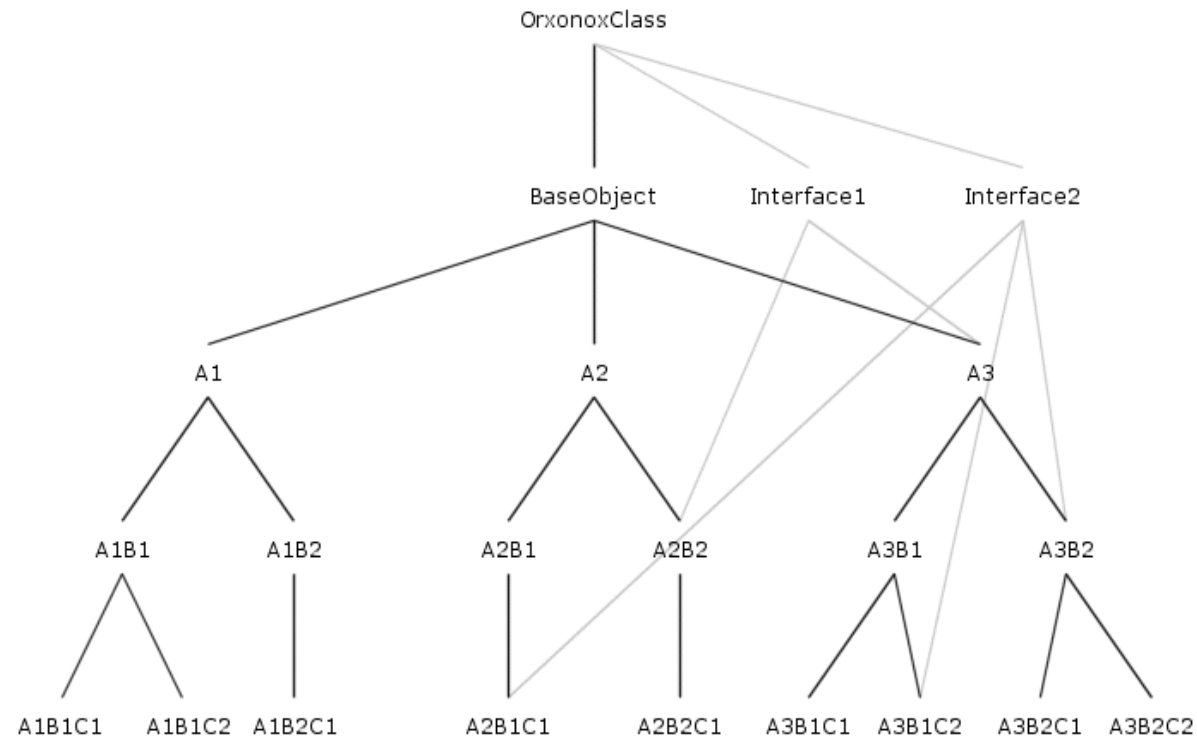 OrxonoxClass
BaseObject Interface1 Interface2
A1 A2 A3
A1B1 A1B2 A2B1 A2B2 A3B1 A3B2
A1B1C1 A1B1C2 A1B2C1 A2B1C1 A2B2C1 A3B1C1 A3B1C2 A3B2C1 A3B2C2